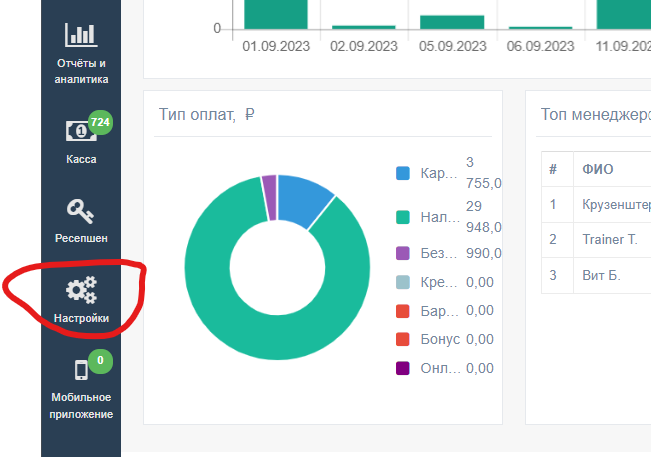 0
01.09.2023 02.09.2023 05.09.2023 06.09.2023 11.09.2023
Отчёты и
аналитика
724
1
Касса
Ресепшен
Настройки
0
Мобильное
приложение
Тип оплат, ₽
Кар... 3
755,0
Нал... 29
948,0
Без... 990,0
Кре... 0,00
Бар... 0,00
Бонус 0,00
Онл... 0,00
Топ менеджеро
# ФИО
1 Крузенштер
2 Trainer Т.
3 Вит Б.